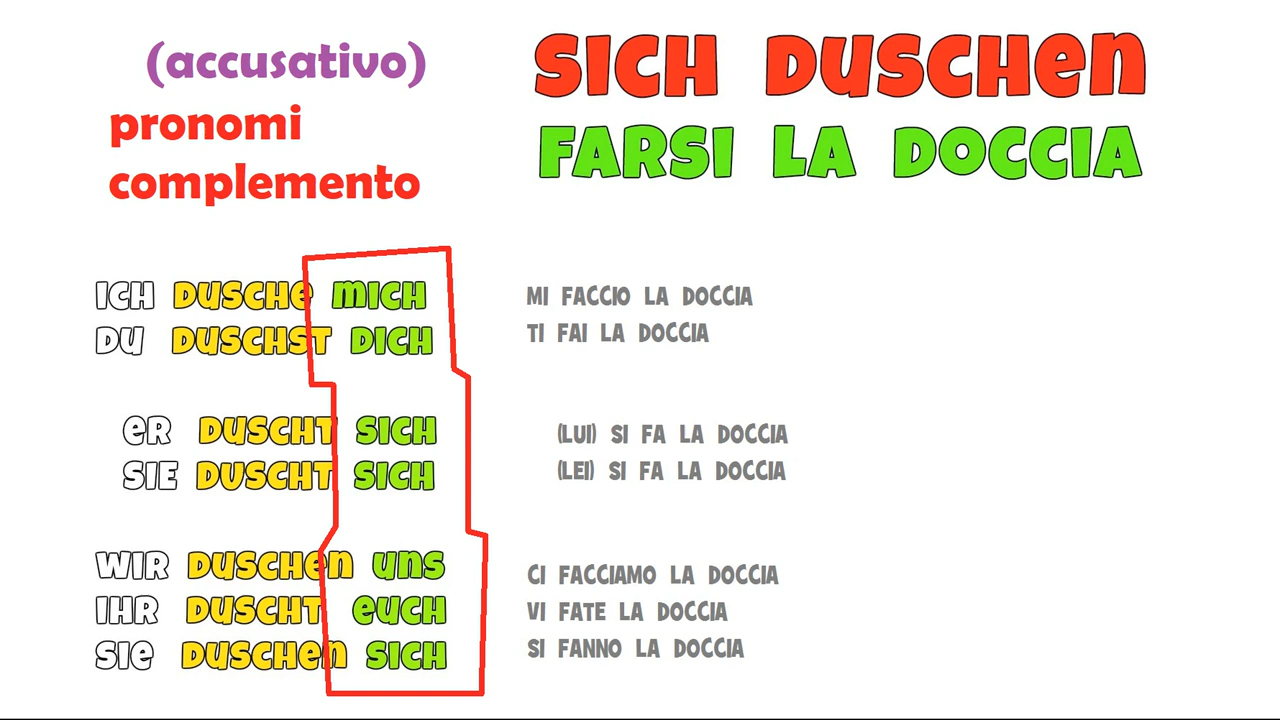 (accusativo)
pronomi
complemento
SICH DUSCHEN
FARSI LA DOCCIA
ICH DUSCHE MICH
DU DUSCHST DICH
ER DUSCHT SICH
SIE DUSCHT SICH
WIR DUSCHEN UNS
IHR DUSCHT EUCH
SIE DUSCHEN SICH
MI FACCIO LA DOCCIA
TI FAI LA DOCCIA
(LUI) SI FA LA DOCCIA
(LEI) SI FA LA DOCCIA
CI FACCIAMO LA DOCCIA
VI FATE LA DOCCIA
SI FANNO LA DOCCIA